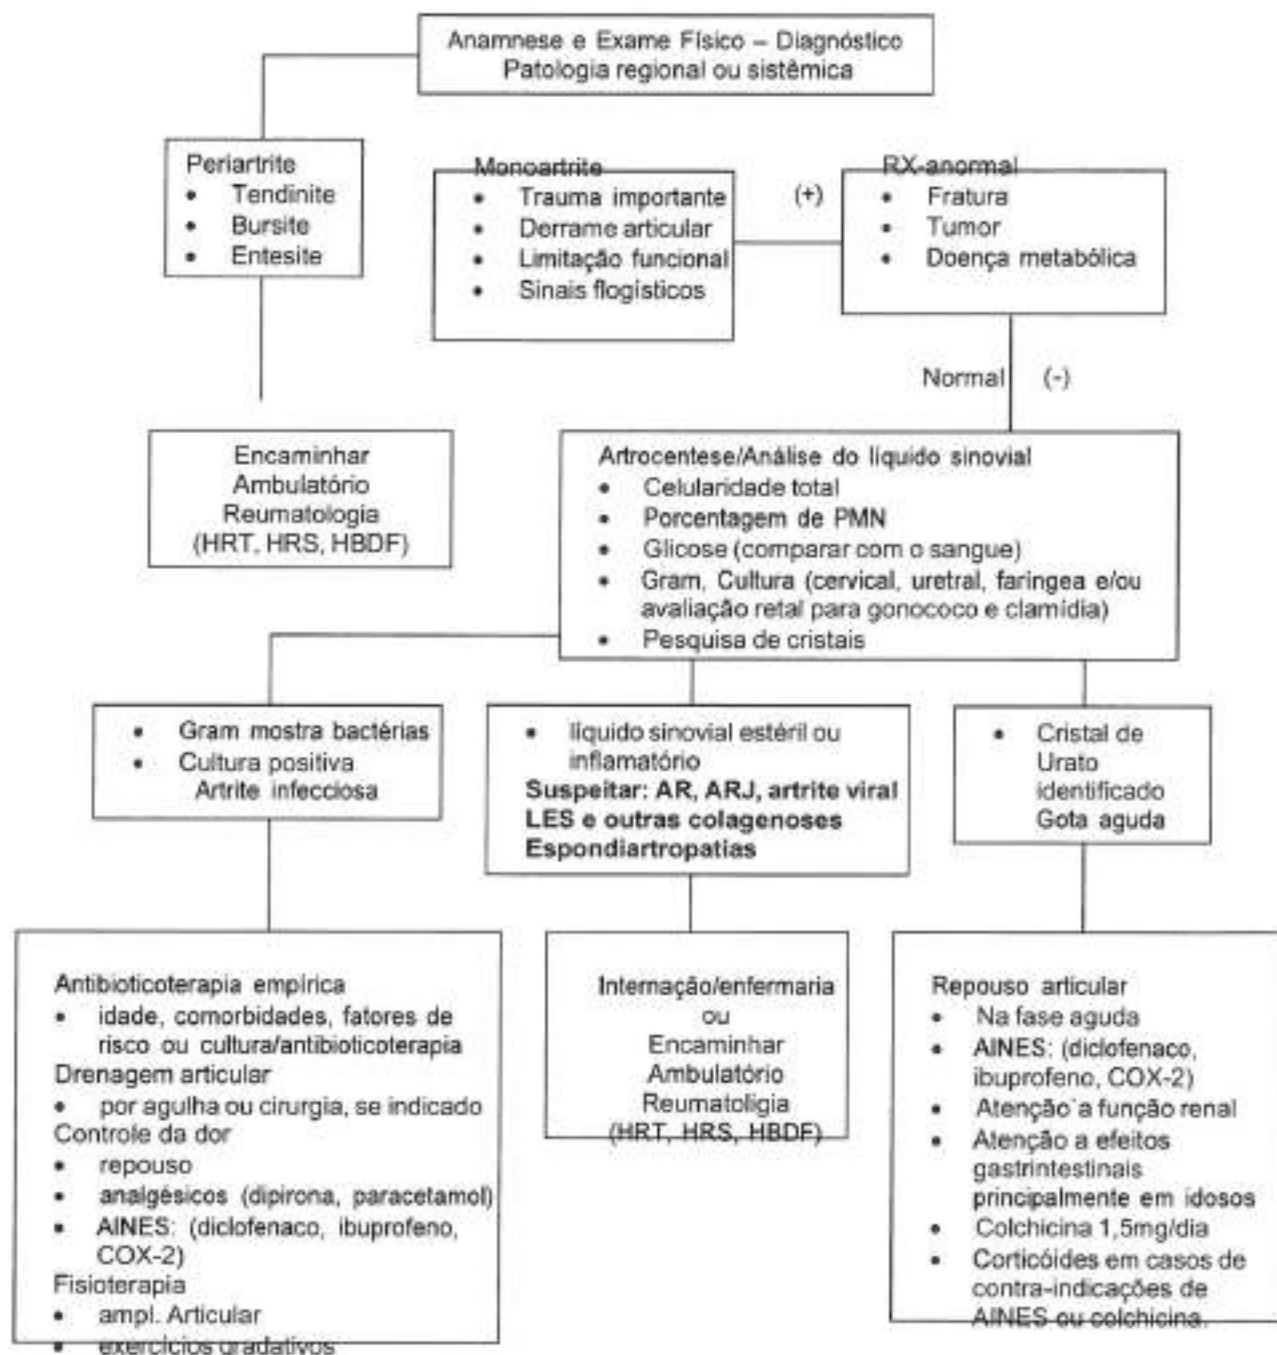 Anamnese e Exame Físico – Diagnóstico
Patologia regional ou sistêmica
Periartrite
• Tendinite
• Bursite
• Entesite
Monoartrite
• Trauma importante
• Derrame articular
• Limitação funcional
• Sinais flogísticos
(+)
RX-anormal
• Fratura
• Tumor
• Doença metabólica
Normal (-)
Encaminhar
Ambulatório
Reumatologia
(HRT, HRS, HBDF)
Artrocentese/Análise do líquido sinovial
• Celularidade total
• Porcentagem de PMN
• Glicose (comparar com o sangue)
• Gram, Cultura (cervical, uretral, faringea e/ou
avaliação retal para gonococo e clamídia)
• Pesquisa de cristais
• Gram mostra bactérias
• Cultura positiva
Artrite infecciosa
• líquido sinovial estéril ou
inflamatório
Suspeitar: AR, ARJ, artrite viral
LES e outras colagenoses
Espondiartropatias
• Cristal de
Urato
identificado
Gota aguda
Antibioticoterapia empírica
• idade, comorbidades, fatores de
risco ou cultura/antibioticoterapia
Drenagem articular
• por agulha ou cirurgia, se indicado
Controle da dor
• repouso
• analgésicos (dipirona, paracetamol)
• AINES: (diclofenaco, ibuprofeno,
COX-2)
Fisioterapia
• ampl. Articular
• exercícios gradativos
Internação/enfermaria
ou
Encaminhar
Ambulatório
Reumatoligia
(HRT, HRS, HBDF)
Repouso articular
• Na fase aguda
• AINES: (diclofenaco,
ibuprofeno, COX-2)
• Atenção`a função renal
• Atenção a efeitos
gastrintestinais
principalmente em idosos
• Colchicina 1,5mg/dia
• Corticóides em casos de
contra-indicações de
AINES ou colchicina.